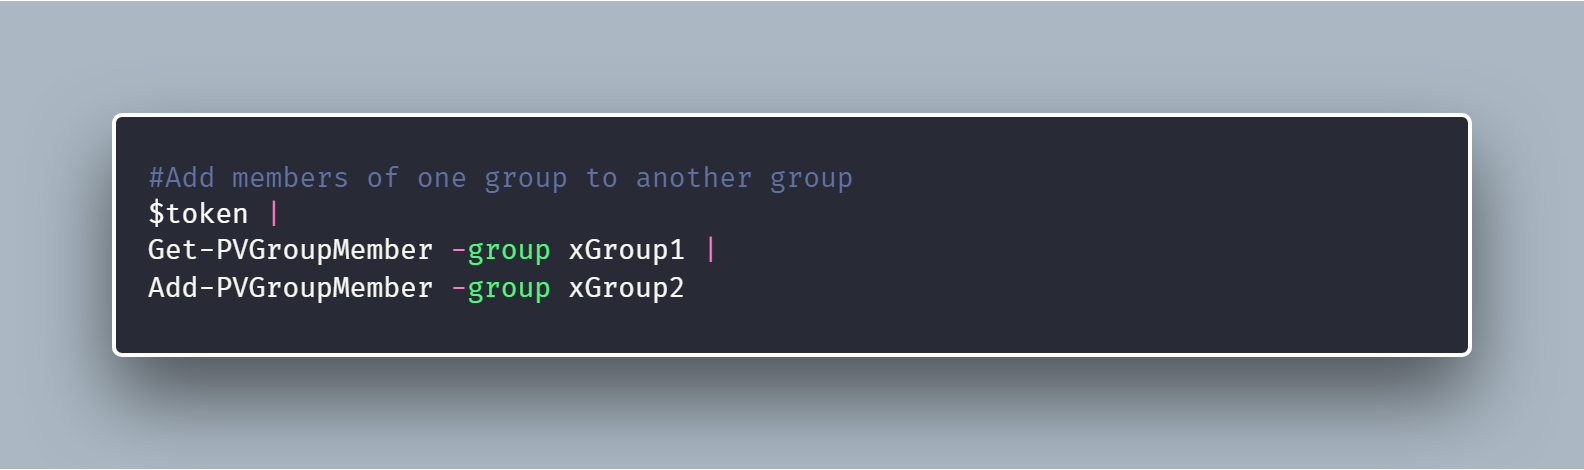 #Add members of one group to another group
$token |
Get-PVGroupMember -group xGroup1 |
Add-PVGroupMember -group xGroup2